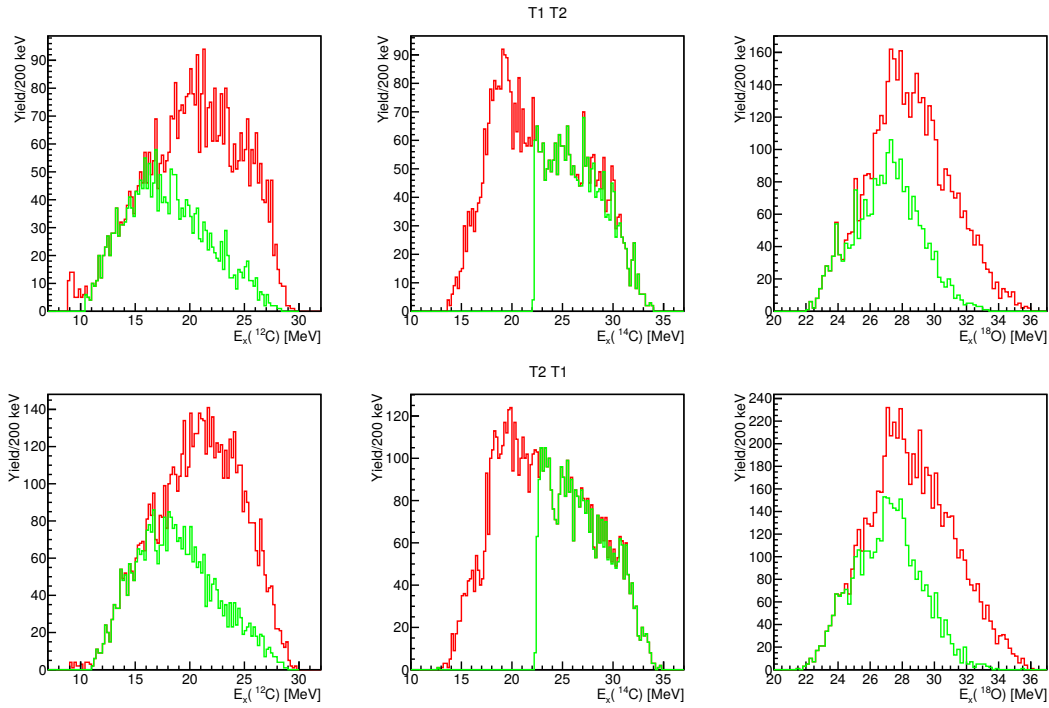 T1 T2
Yield/200 keV
90
80
70
60
50
40
30
20
10
0
10 15 20 25 30
E_x(^12C) [MeV]
Yield/200 keV
90
80
70
60
50
40
30
20
10
0
10 15 20 25 30 35
E_x(^14C) [MeV]
Yield/200 keV
160
140
120
100
80
60
40
20
0
20 22 24 26 28 30 32 34 36
E_x(^18O) [MeV]
T2 T1
Yield/200 keV
140
120
100
80
60
40
20
0
10 15 20 25 30
E_x(^12C) [MeV]
Yield/200 keV
120
100
80
60
40
20
0
10 15 20 25 30 35
E_x(^14C) [MeV]
Yield/200 keV
240
220
200
180
160
140
120
100
80
60
40
20
0
20 22 24 26 28 30 32 34 36
E_x(^18O) [MeV]